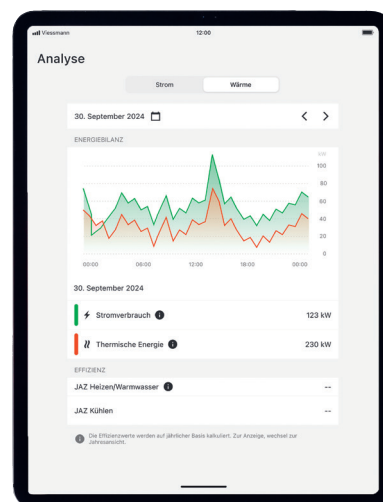 Viessmann 12:00
Analyse
Strom Wärme
30. September 2024
ENERGIEBILANZ
kW
100
80
60
40
20
0
00:00 06:00 12:00 18:00 00:00
30. September 2024
Stromverbrauch 123 kW
Thermische Energie 230 kW
EFFIZIENZ
JAZ Heizen/Warmwasser --
JAZ Kühlen --
Die Effizienzwerte werden auf jährlicher Basis kalkuliert. Zur Anzeige, wechsel zur
Jahresansicht.